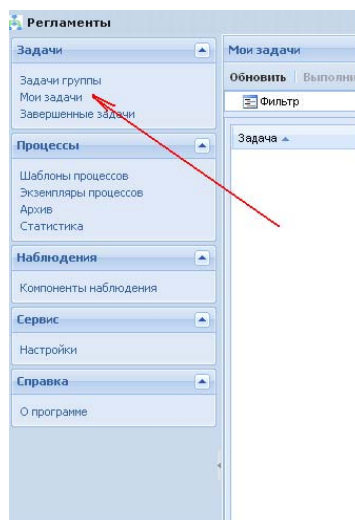 Регламенты
Задачи
Задачи группы
Мои задачи
Завершенные задачи
Процессы
Шаблоны процессов
Экземпляры процессов
Архив
Статистика
Наблюдения
Компоненты наблюдения
Сервис
Настройки
Справка
О программе
Мои задачи
Обновить Выполни
Фильтр
Задача